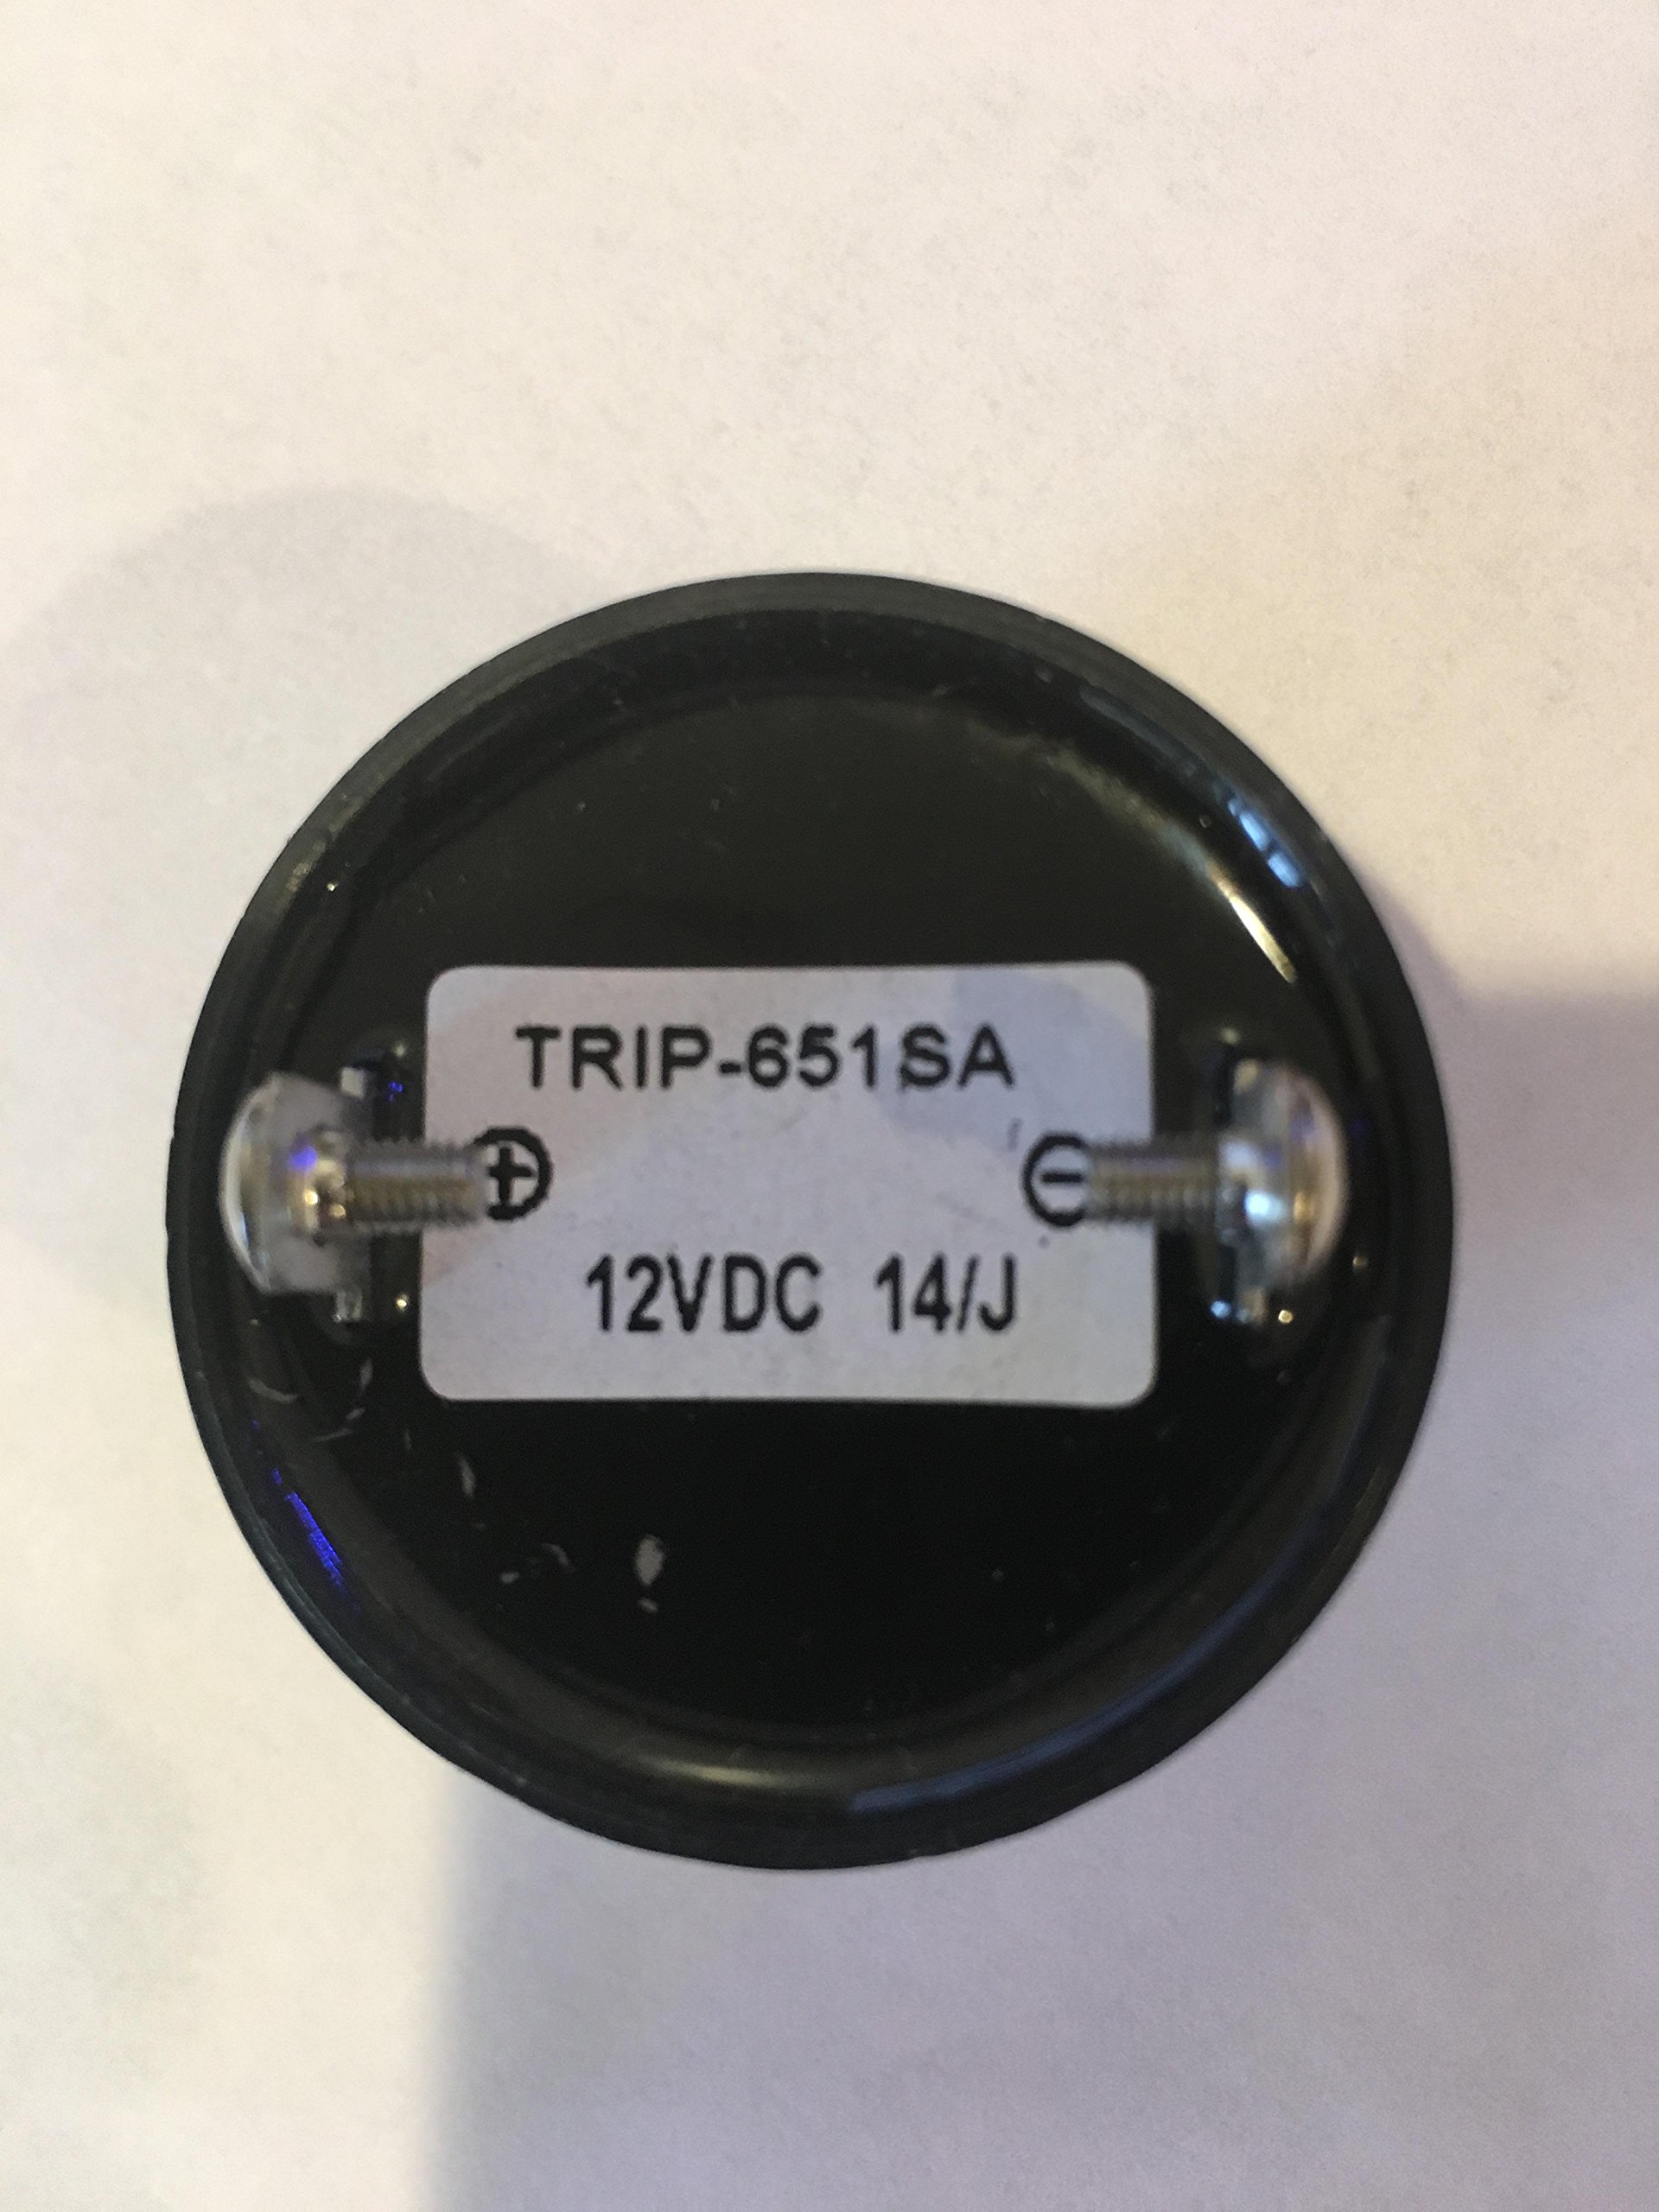 TRIP-651SA
⊕ ⊖
12VDC 14/J